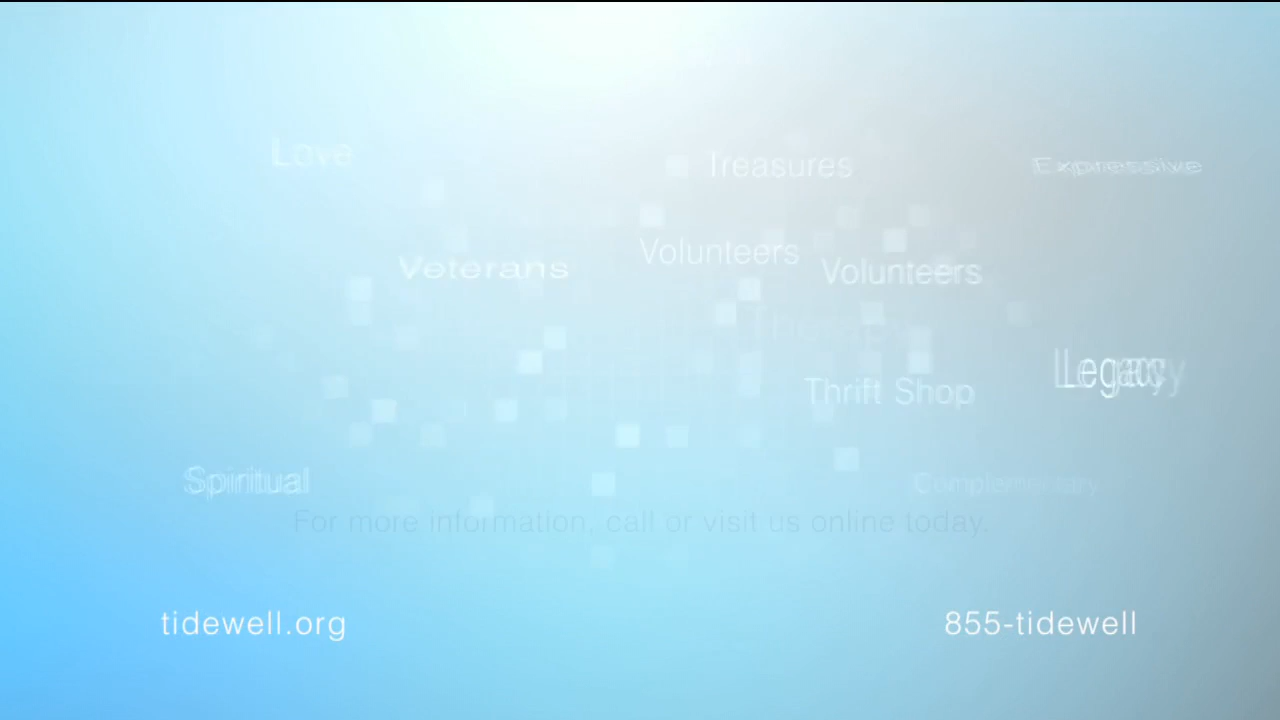 Love
Treasures
Expressive
Volunteers
Veterans
Volunteers
Legacy
Thrift Shop
Spiritual
Complementary
For more information, call or visit us online today.
tidewell.org
855-tidewell